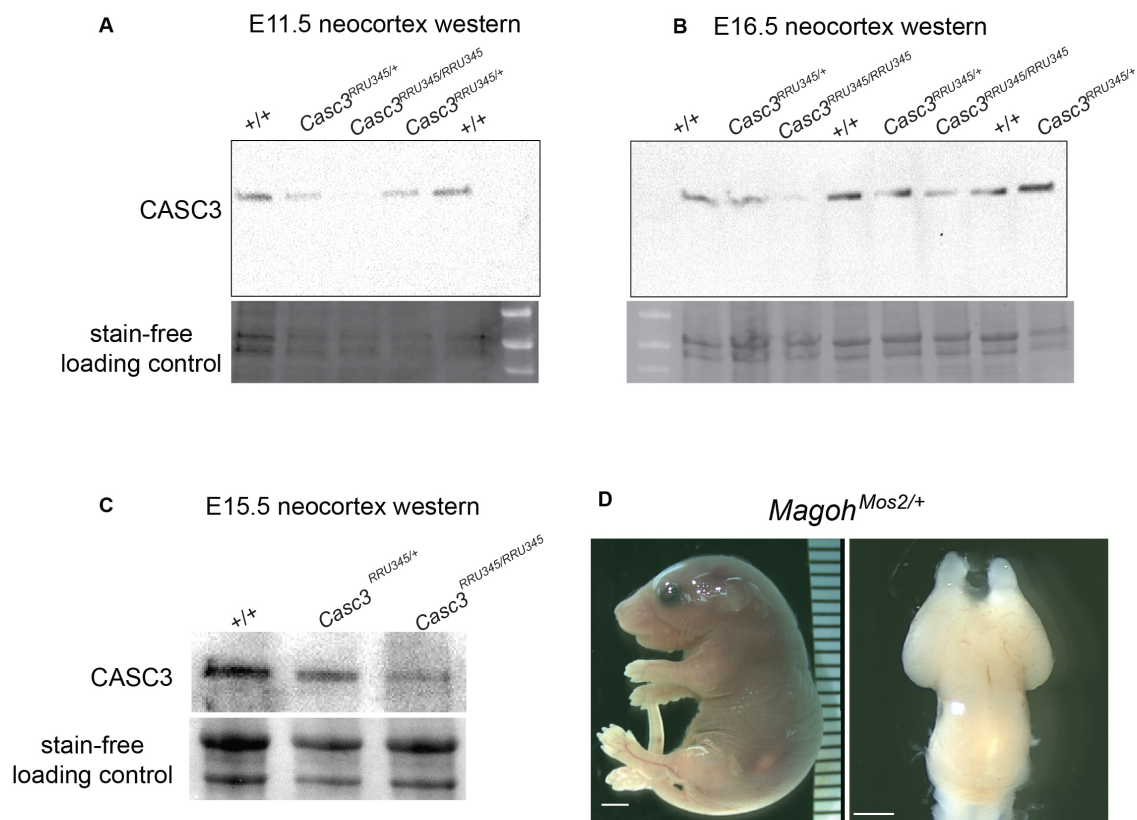 A
E11.5 neocortex western
+/+
Casc3RRU345/+
Casc3RRU345/RRU345
Casc3RRU345/+
+/+
CASC3
stain-free
loading control
B
E16.5 neocortex western
+/+
Casc3RRU345/+
Casc3RRU345/RRU345
+/+
Casc3RRU345/+
Casc3RRU345/RRU345
+/+
Casc3RRU345/+
C
E15.5 neocortex western
+/+
Casc3RRU345/+
Casc3RRU345/RRU345
CASC3
stain-free
loading control
D
MagohMos2/+